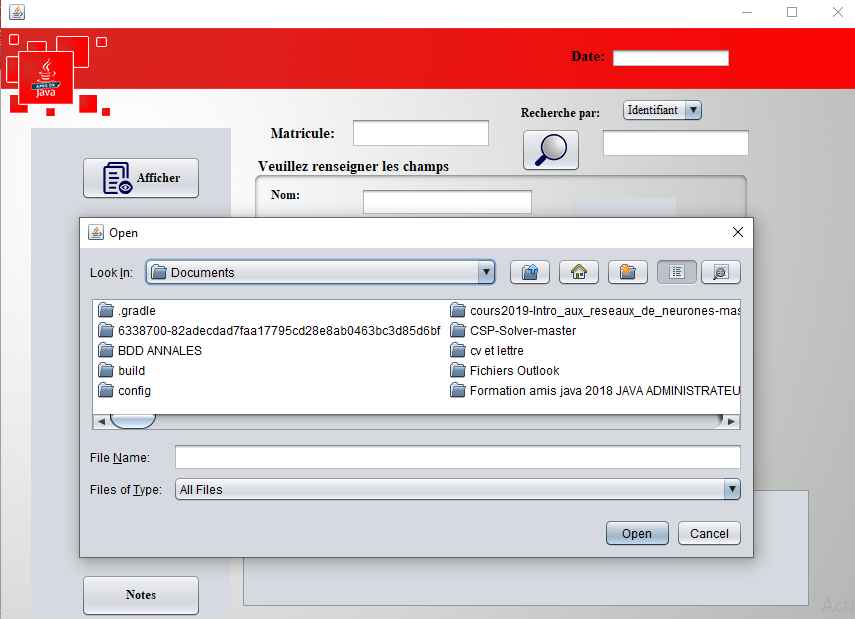 Date:
AMIS DE
java
Recherche par:
Identifiant
Matricule:
Veuillez renseigner les champs
Afficher
Nom:
Open
Look In:
Documents
.gradle
6338700-82adecdad7faa17795cd28e8ab0463bc3d85d6bf
BDD ANNALES
build
config
cours2019-Intro_aux_reseaux_de_neurones-mas
CSP-Solver-master
cv et lettre
Fichiers Outlook
Formation amis java 2018 JAVA ADMINISTRATEU
File Name:
Files of Type:
All Files
Open
Cancel
Notes
Acti